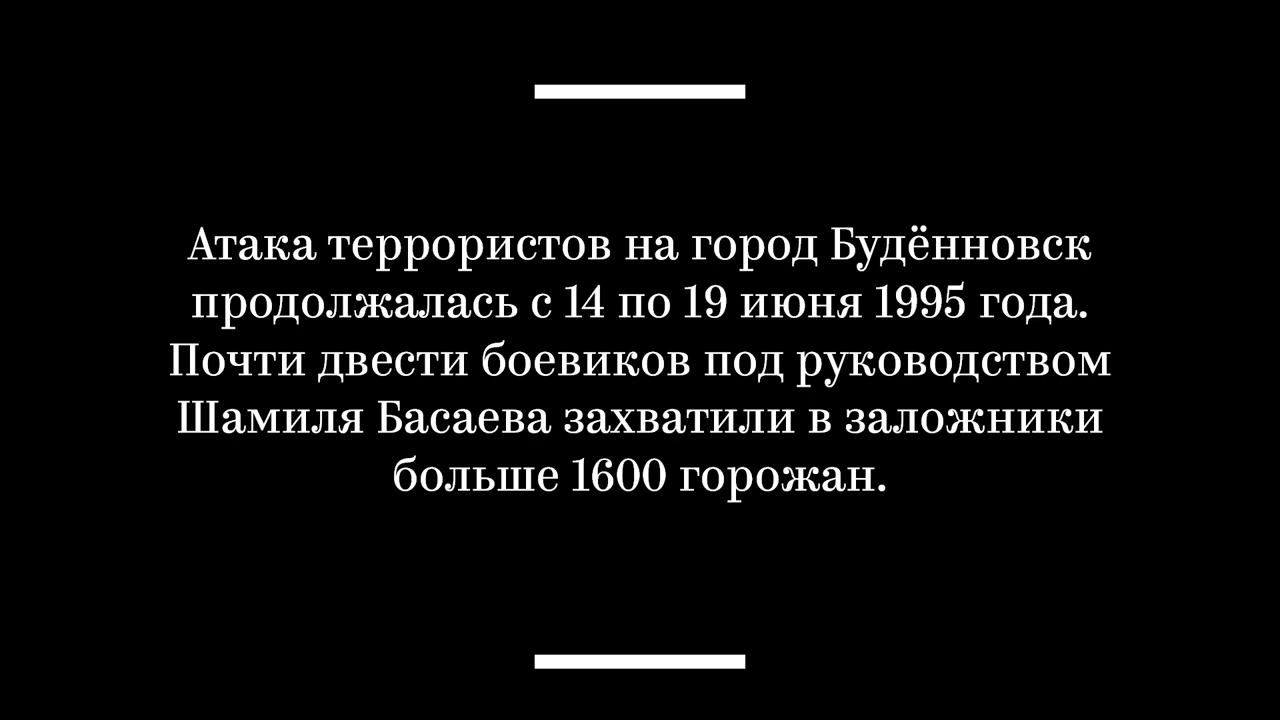 Атака террористов на город Будённовск
продолжалась с 14 по 19 июня 1995 года.
Почти двести боевиков под руководством
Шамиля Басаева захватили в заложники
больше 1600 горожан.